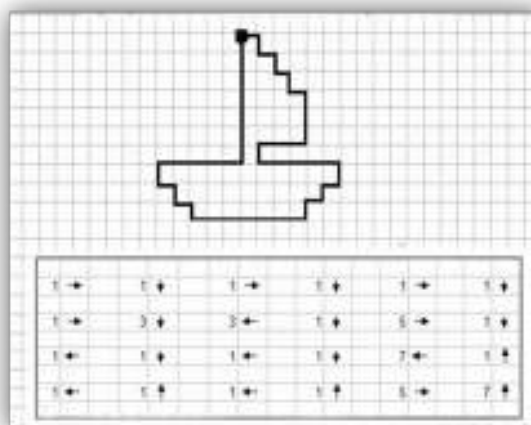 1 → 1 ↓ 1 → 1 ↓ 1 → 1 ↓
1 → 3 ↓ 3 ← 1 ↓ 5 → 1 ↓
1 ← 1 ↓ 1 ← 1 ↓ 7 ← 1 ↑
1 ← 1 ↑ 1 ← 1 ↑ 5 → 7 ↑